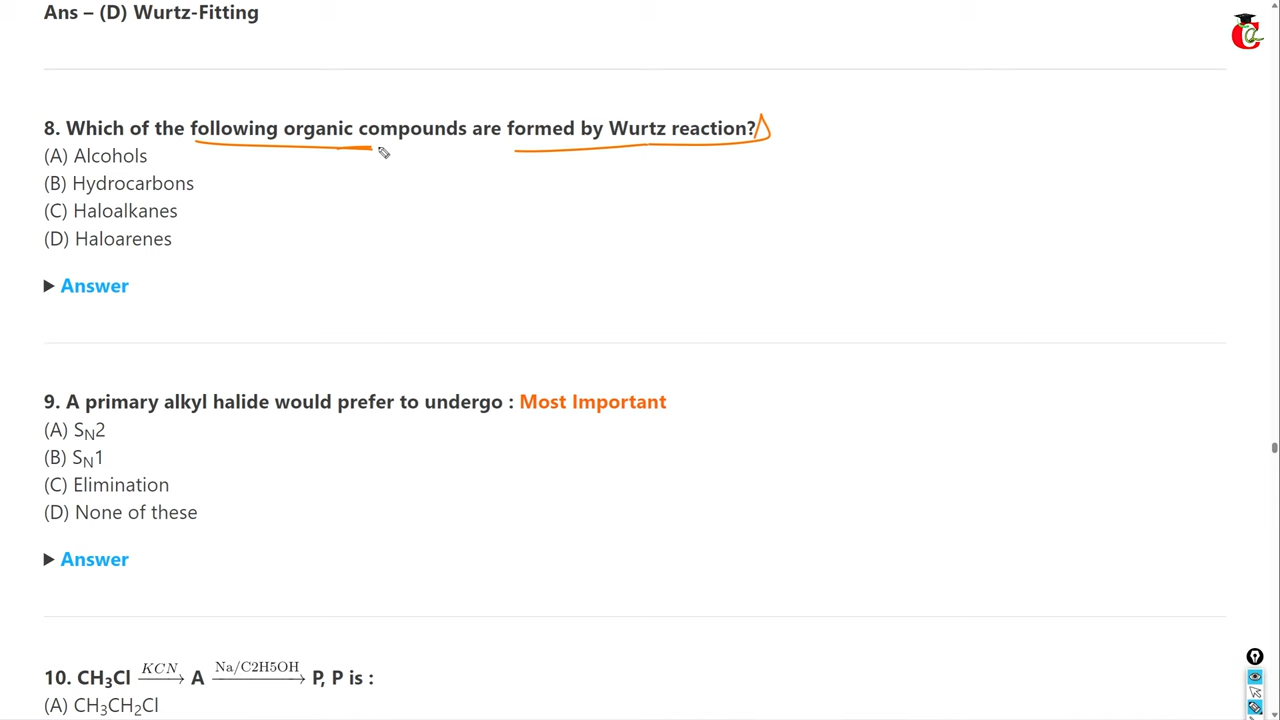 Ans – (D) Wurtz-Fitting
8. Which of the following organic compounds are formed by Wurtz reaction?
(A) Alcohols
(B) Hydrocarbons
(C) Haloalkanes
(D) Haloarenes
▶ Answer
9. A primary alkyl halide would prefer to undergo : Most Important
(A) S_N2
(B) S_N1
(C) Elimination
(D) None of these
▶ Answer
10. CH₃Cl —KCN→ A —Na/C2H5OH→ P, P is :
(A) CH₃CH₂Cl